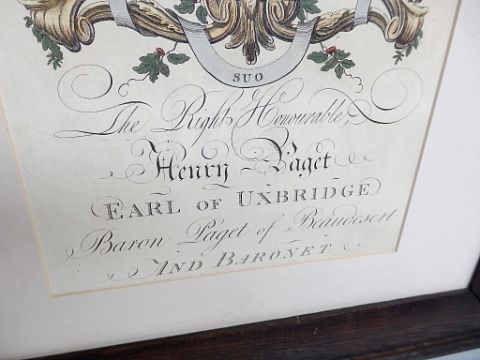 SUO
The Right Honourable,
Henry Paget
EARL OF UXBRIDGE
Baron Paget of Beaudesert
AND BARONET